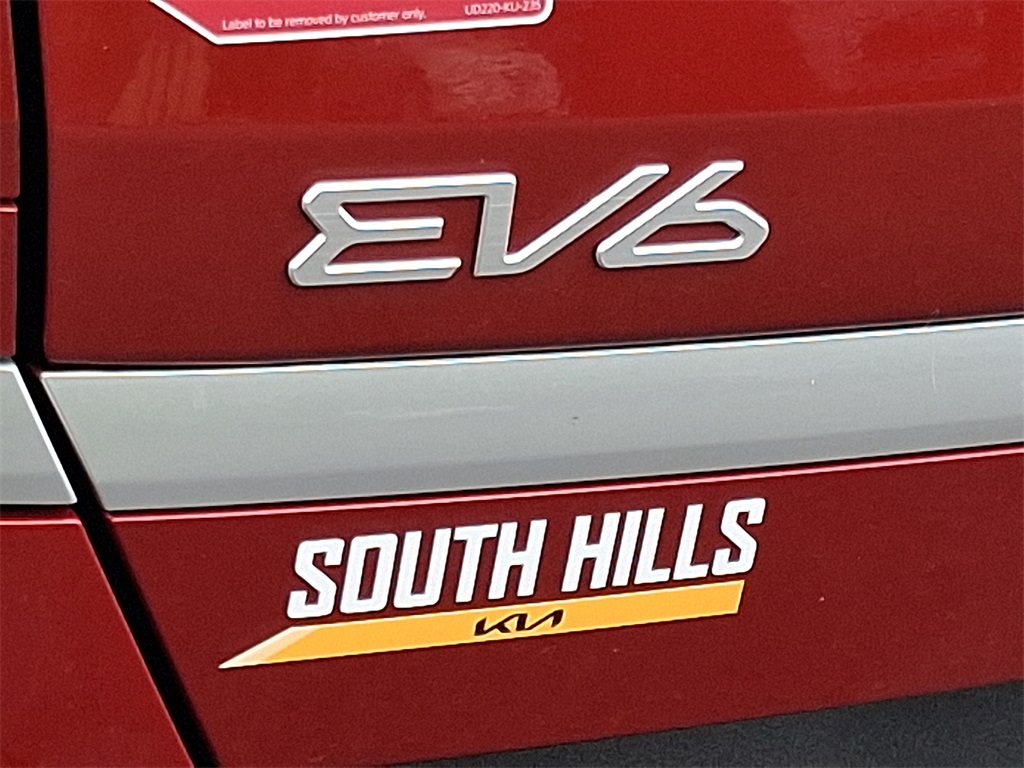 Label to be removed by customer only. UD220-KU-235
EV6
SOUTH HILLS
KIA